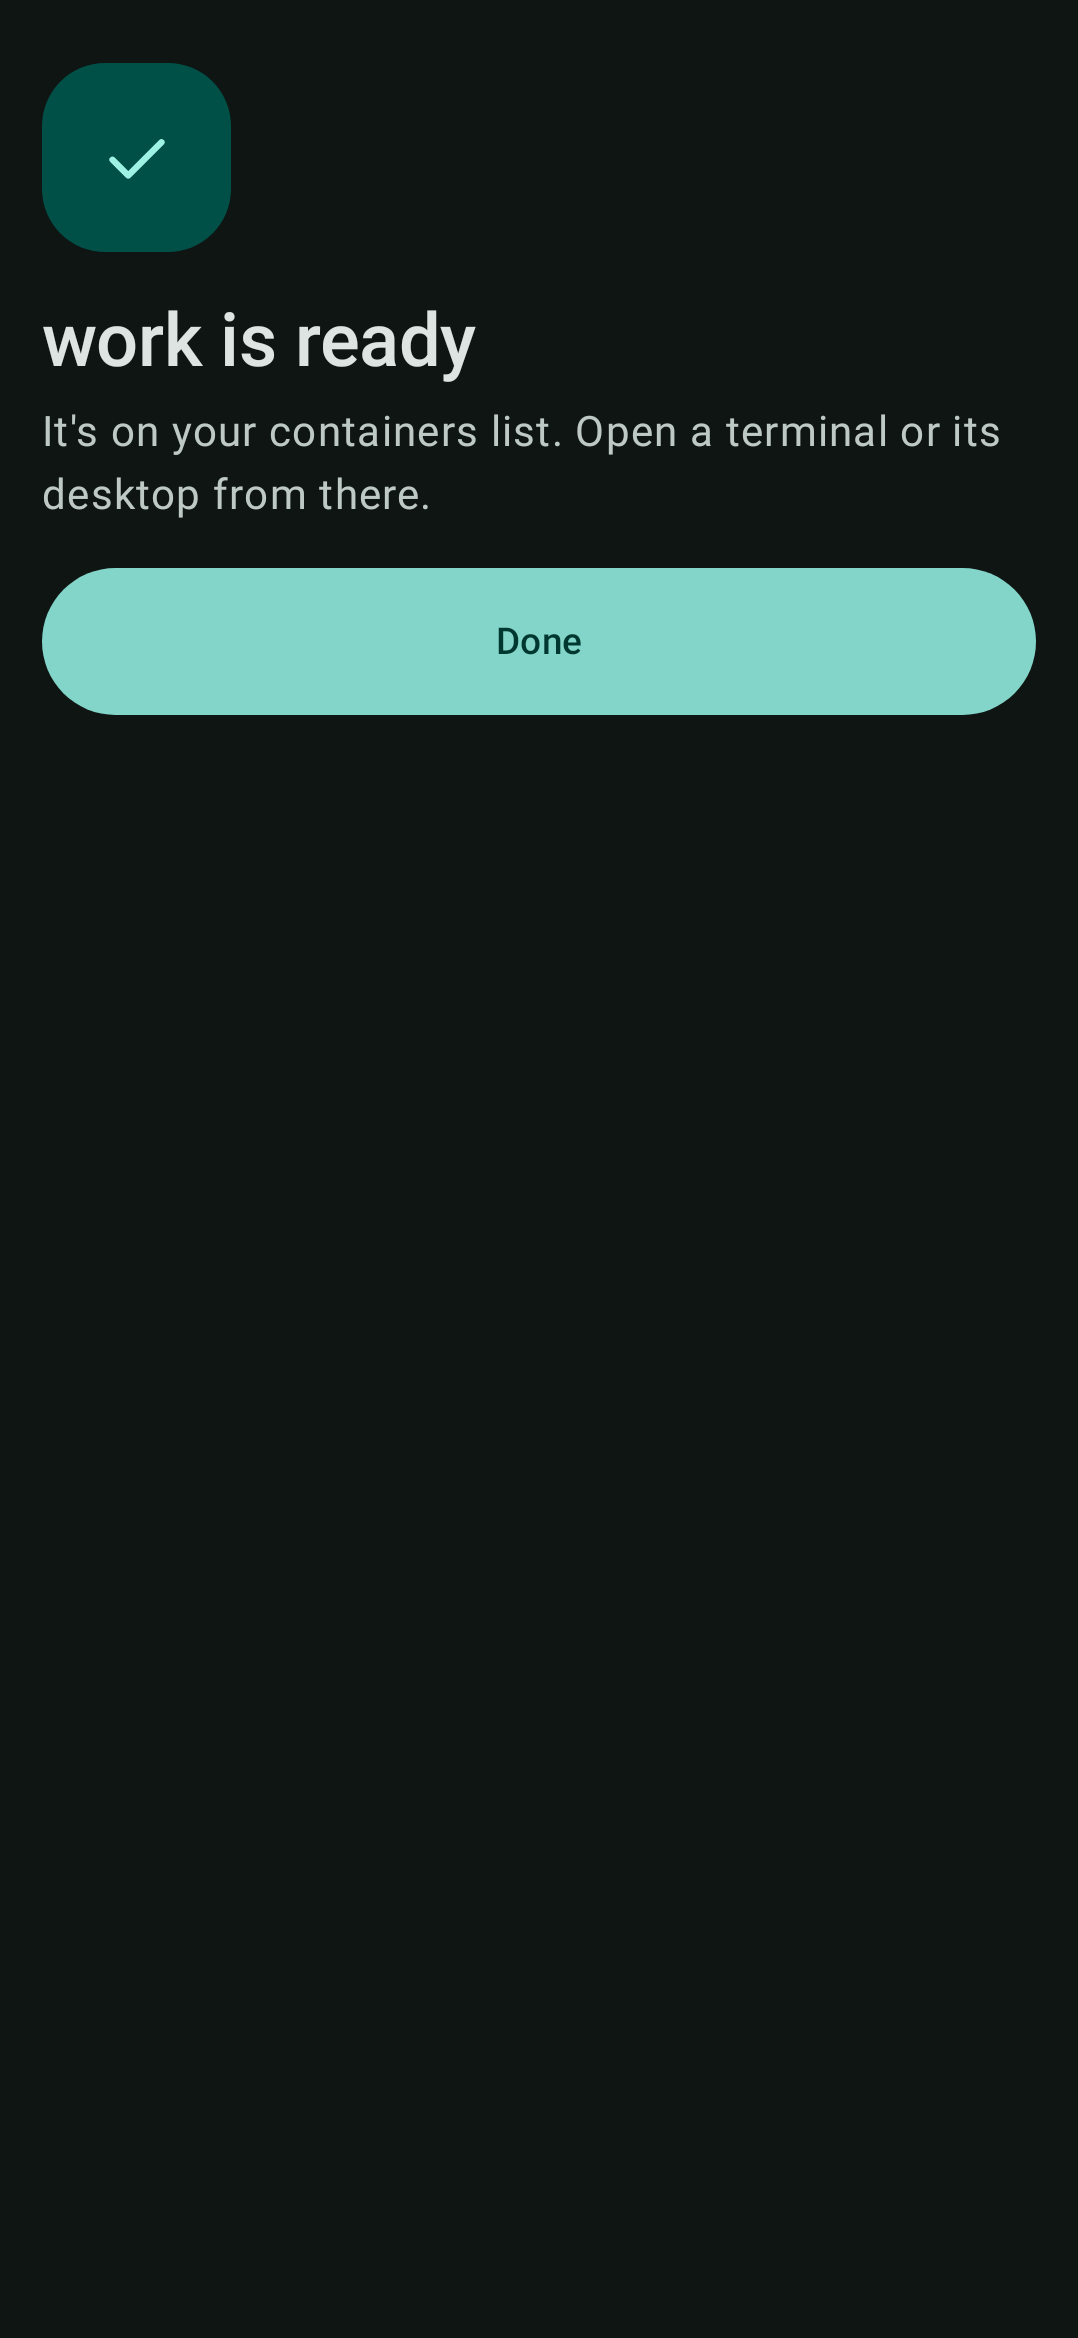 work is ready
It's on your containers list. Open a terminal or its
desktop from there.
Done